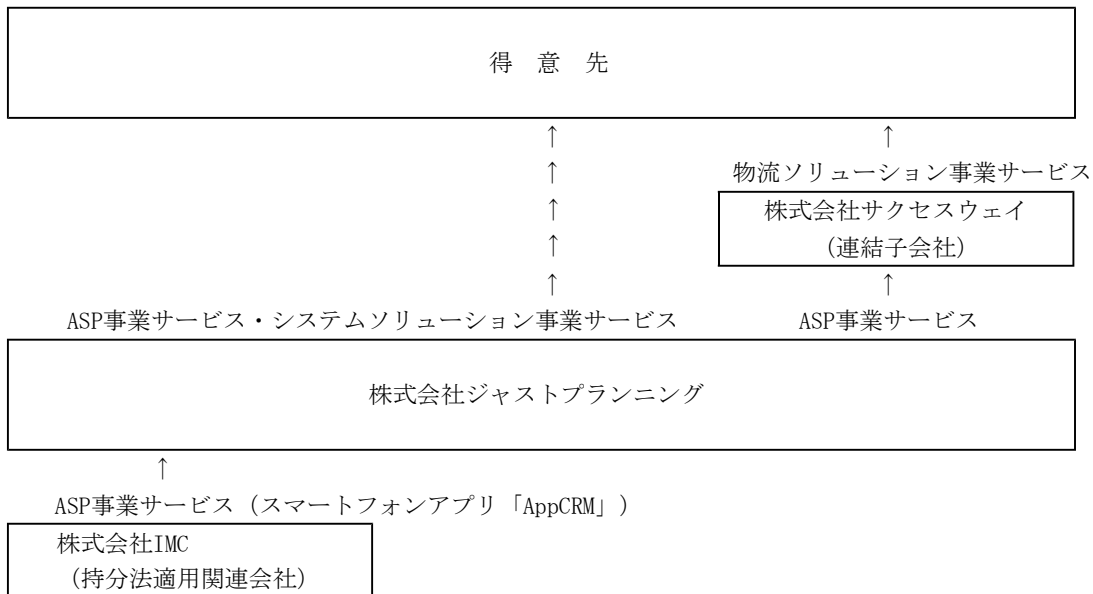 得 意 先
↑ ↑
↑ 物流ソリューション事業サービス
↑ 株式会社サクセスウェイ
↑ (連結子会社)
↑ ↑
ASP事業サービス・システムソリューション事業サービス ASP事業サービス
株式会社ジャストプランニング
↑
ASP事業サービス (スマートフォンアプリ「AppCRM」)
株式会社IMC
(持分法適用関連会社)